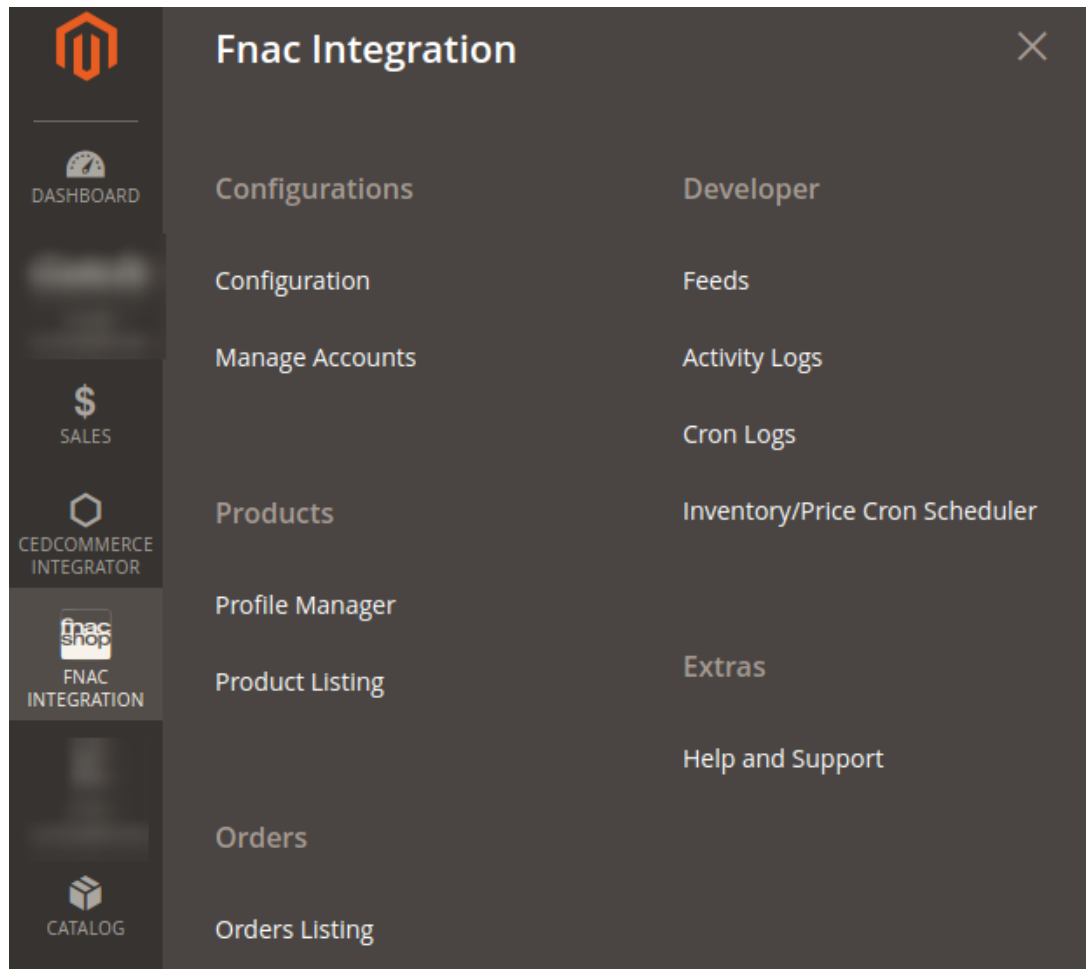 Fnac Integration
DASHBOARD
SALES
CEDCOMMERCE
INTEGRATOR
fnac
shop
FNAC
INTEGRATION
CATALOG
Configurations
Configuration
Manage Accounts
Products
Profile Manager
Product Listing
Orders
Orders Listing
Developer
Feeds
Activity Logs
Cron Logs
Inventory/Price Cron Scheduler
Extras
Help and Support